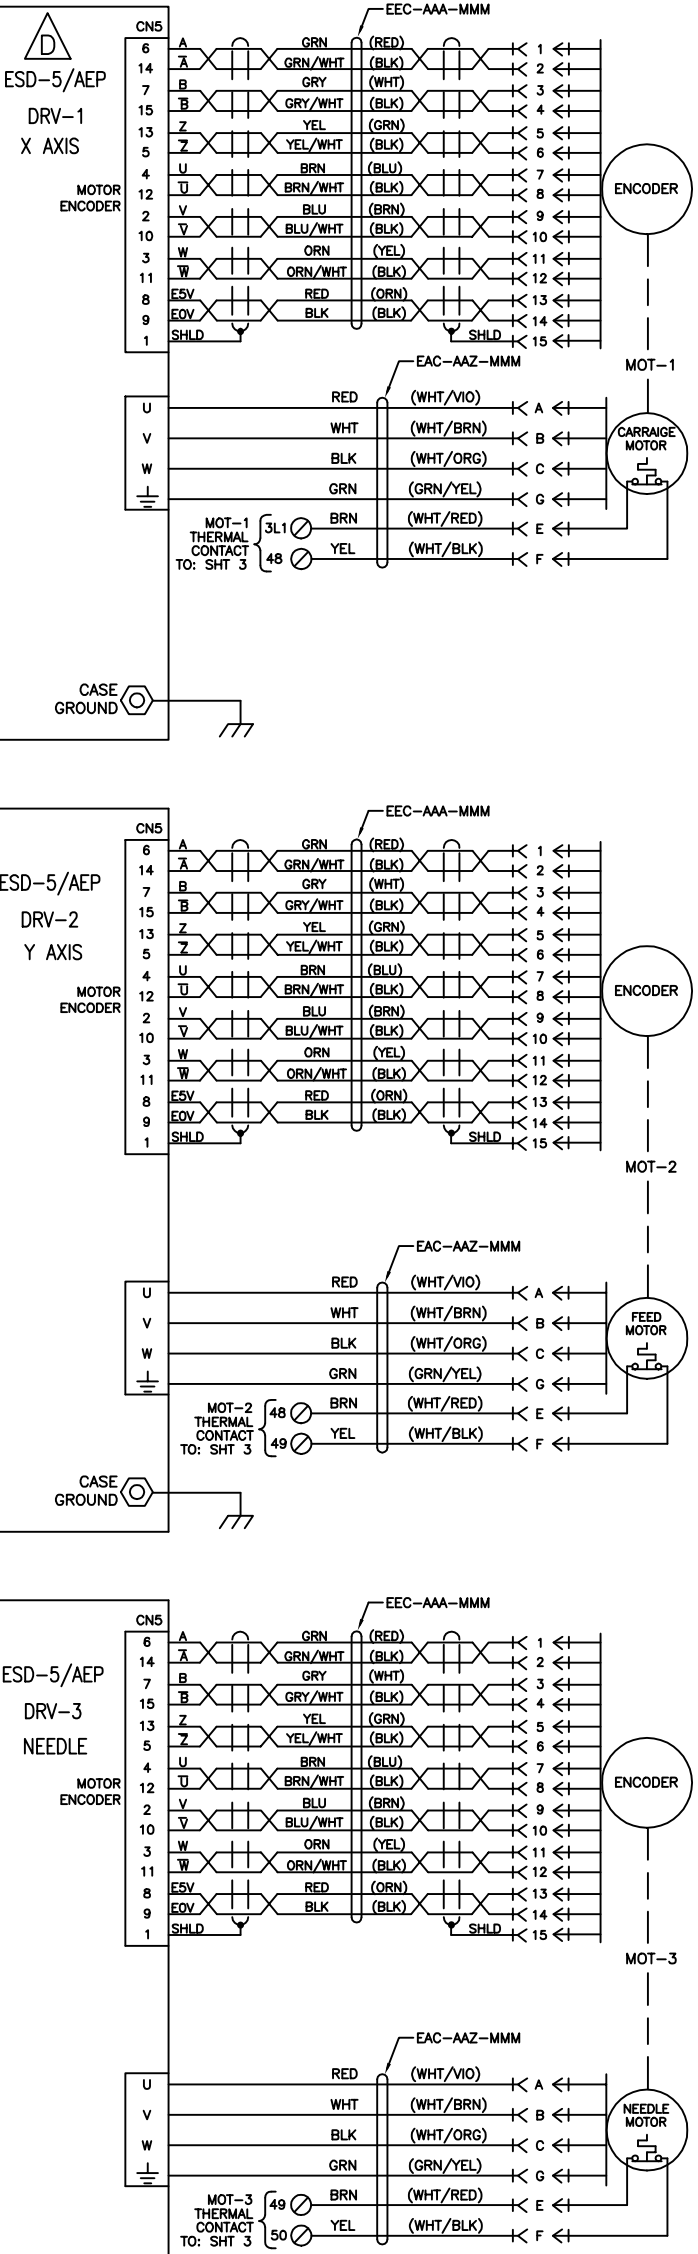 EEC-AAA-MMM
D
ESD-5/AEP
DRV-1
X AXIS
MOTOR
ENCODER
CN5
6 A GRN (RED) 1
14 A GRN/WHT (BLK) 2
7 B GRY (WHT) 3
15 B GRY/WHT (BLK) 4
13 Z YEL (GRN) 5
5 Z YEL/WHT (BLK) 6
4 U BRN (BLU) 7
12 U BRN/WHT (BLK) 8
2 V BLU (BRN) 9
10 V BLU/WHT (BLK) 10
3 W ORN (YEL) 11
11 W ORN/WHT (BLK) 12
8 E5V RED (ORN) 13
9 E0V BLK (BLK) 14
1 SHLD SHLD 15
ENCODER
MOT-1
EAC-AAZ-MMM
U RED (WHT/VIO) A
V WHT (WHT/BRN) B
W BLK (WHT/ORG) C
GRN (GRN/YEL) G
CARRAIGE
MOTOR
MOT-1
THERMAL
CONTACT
TO: SHT 3
3L1 BRN (WHT/RED) E
48 YEL (WHT/BLK) F
CASE
GROUND
EEC-AAA-MMM
ESD-5/AEP
DRV-2
Y AXIS
MOTOR
ENCODER
CN5
6 A GRN (RED) 1
14 A GRN/WHT (BLK) 2
7 B GRY (WHT) 3
15 B GRY/WHT (BLK) 4
13 Z YEL (GRN) 5
5 Z YEL/WHT (BLK) 6
4 U BRN (BLU) 7
12 U BRN/WHT (BLK) 8
2 V BLU (BRN) 9
10 V BLU/WHT (BLK) 10
3 W ORN (YEL) 11
11 W ORN/WHT (BLK) 12
8 E5V RED (ORN) 13
9 E0V BLK (BLK) 14
1 SHLD SHLD 15
ENCODER
MOT-2
EAC-AAZ-MMM
U RED (WHT/VIO) A
V WHT (WHT/BRN) B
W BLK (WHT/ORG) C
GRN (GRN/YEL) G
FEED
MOTOR
MOT-2
THERMAL
CONTACT
TO: SHT 3
48 BRN (WHT/RED) E
49 YEL (WHT/BLK) F
CASE
GROUND
EEC-AAA-MMM
ESD-5/AEP
DRV-3
NEEDLE
MOTOR
ENCODER
CN5
6 A GRN (RED) 1
14 A GRN/WHT (BLK) 2
7 B GRY (WHT) 3
15 B GRY/WHT (BLK) 4
13 Z YEL (GRN) 5
5 Z YEL/WHT (BLK) 6
4 U BRN (BLU) 7
12 U BRN/WHT (BLK) 8
2 V BLU (BRN) 9
10 V BLU/WHT (BLK) 10
3 W ORN (YEL) 11
11 W ORN/WHT (BLK) 12
8 E5V RED (ORN) 13
9 E0V BLK (BLK) 14
1 SHLD SHLD 15
ENCODER
MOT-3
EAC-AAZ-MMM
U RED (WHT/VIO) A
V WHT (WHT/BRN) B
W BLK (WHT/ORG) C
GRN (GRN/YEL) G
NEEDLE
MOTOR
MOT-3
THERMAL
CONTACT
TO: SHT 3
49 BRN (WHT/RED) E
50 YEL (WHT/BLK) F